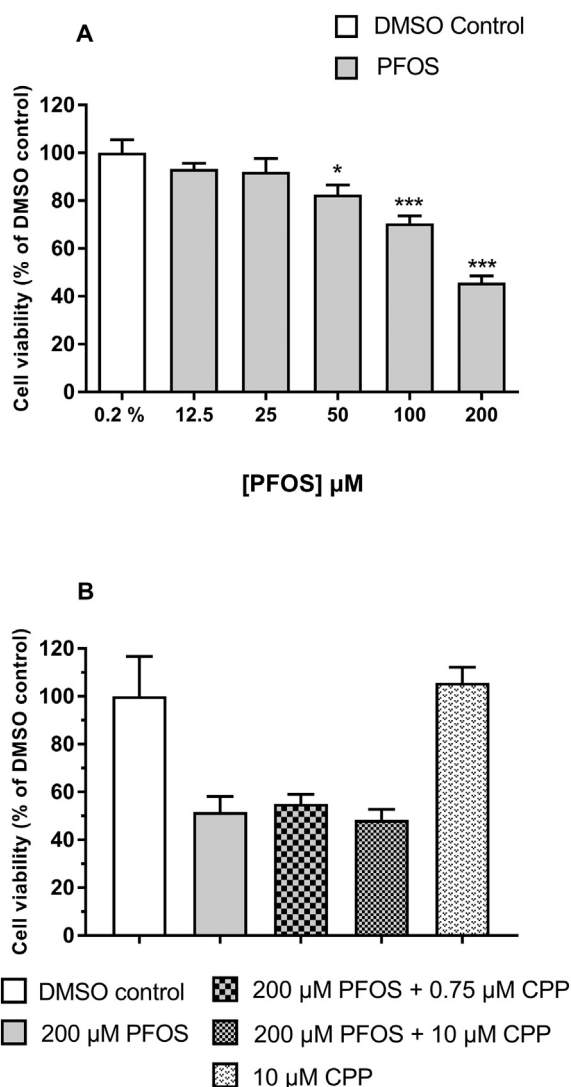 A
DMSO Control
PFOS
Cell viability (% of DMSO control)
120
100
80
60
40
20
0
*
***
***
0.2 % 12.5 25 50 100 200
[PFOS] µM
B
Cell viability (% of DMSO control)
120
100
80
60
40
20
0
DMSO control
200 µM PFOS
200 µM PFOS + 0.75 µM CPP
200 µM PFOS + 10 µM CPP
10 µM CPP